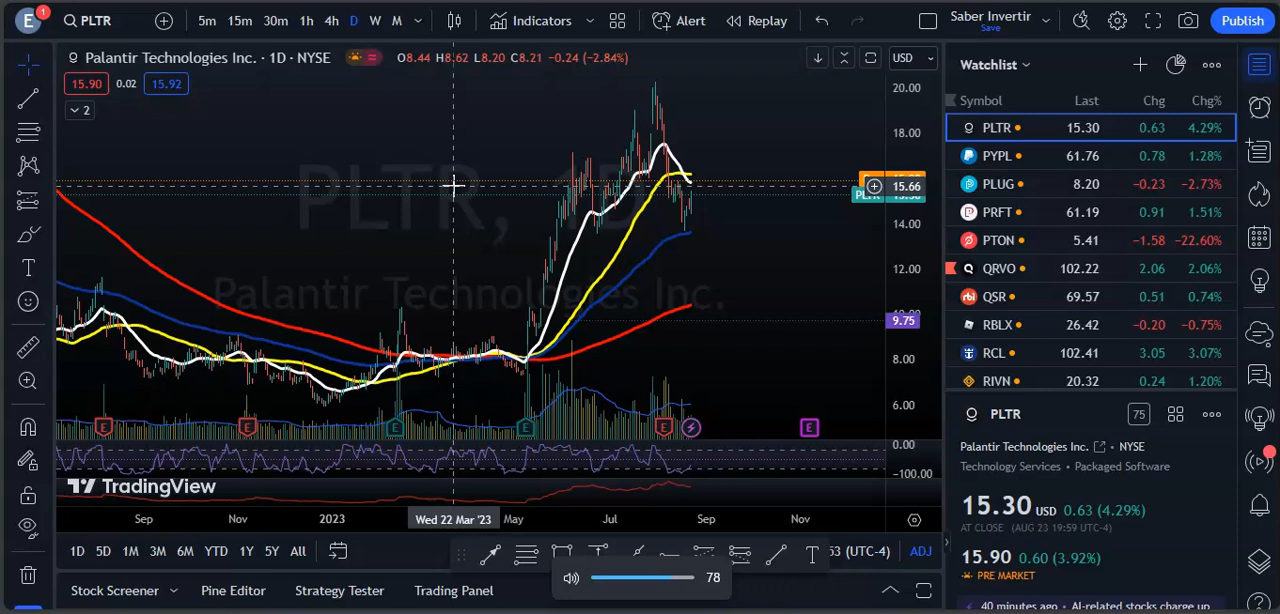 E 1 PLTR 5m 15m 30m 1h 4h D W M Indicators Alert Replay Saber Invertir Save Publish
Palantir Technologies Inc. · 1D · NYSE O8.44 H8.62 L8.20 C8.21 −0.24 (−2.84%) USD
15.90 0.02 15.92
2
PLTR, 1D
Palantir Technologies Inc.
20.00
18.00
15.66
14.00
12.00
9.75
8.00
6.00
0.00
−100.00
E E E E E E
TradingView
Sep Nov 2023 Wed 22 Mar '23 May Jul Sep Nov
1D 5D 1M 3M 6M YTD 1Y 5Y All T 53 (UTC-4) ADJ
78
Stock Screener Pine Editor Strategy Tester Trading Panel
Watchlist
Symbol Last Chg Chg%
PLTR 15.30 0.63 4.29%
PYPL 61.76 0.78 1.28%
PLUG 8.20 −0.23 −2.73%
PRFT 61.19 0.91 1.51%
PTON 5.41 −1.58 −22.60%
QRVO 102.22 2.06 2.06%
rbi QSR 69.57 0.51 0.74%
RBLX 26.42 −0.20 −0.75%
RCL 102.41 3.05 3.07%
RIVN 20.32 0.24 1.20%
PLTR 75
Palantir Technologies Inc. • NYSE
Technology Services • Packaged Software
15.30 USD 0.63 (4.29%)
AT CLOSE (AUG 23 19:59 UTC-4)
15.90 0.60 (3.92%)
PRE MARKET
40 minutes ago • AI-related stocks charge up